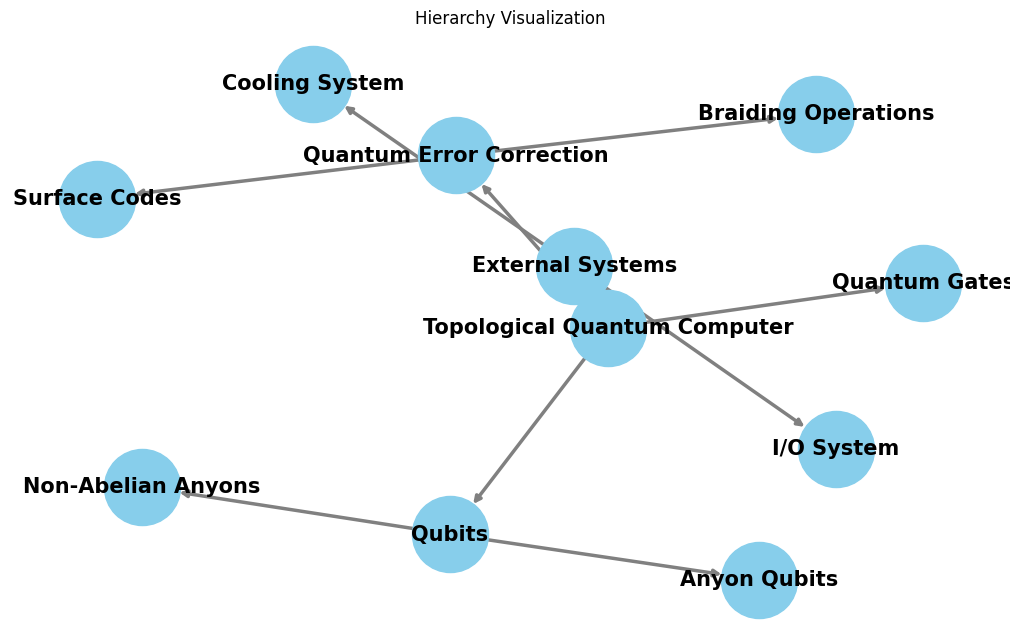 Hierarchy Visualization
Cooling System
Braiding Operations
Quantum Error Correction
Surface Codes
External Systems
Quantum Gates
Topological Quantum Computer
I/O System
Non-Abelian Anyons
Qubits
Anyon Qubits